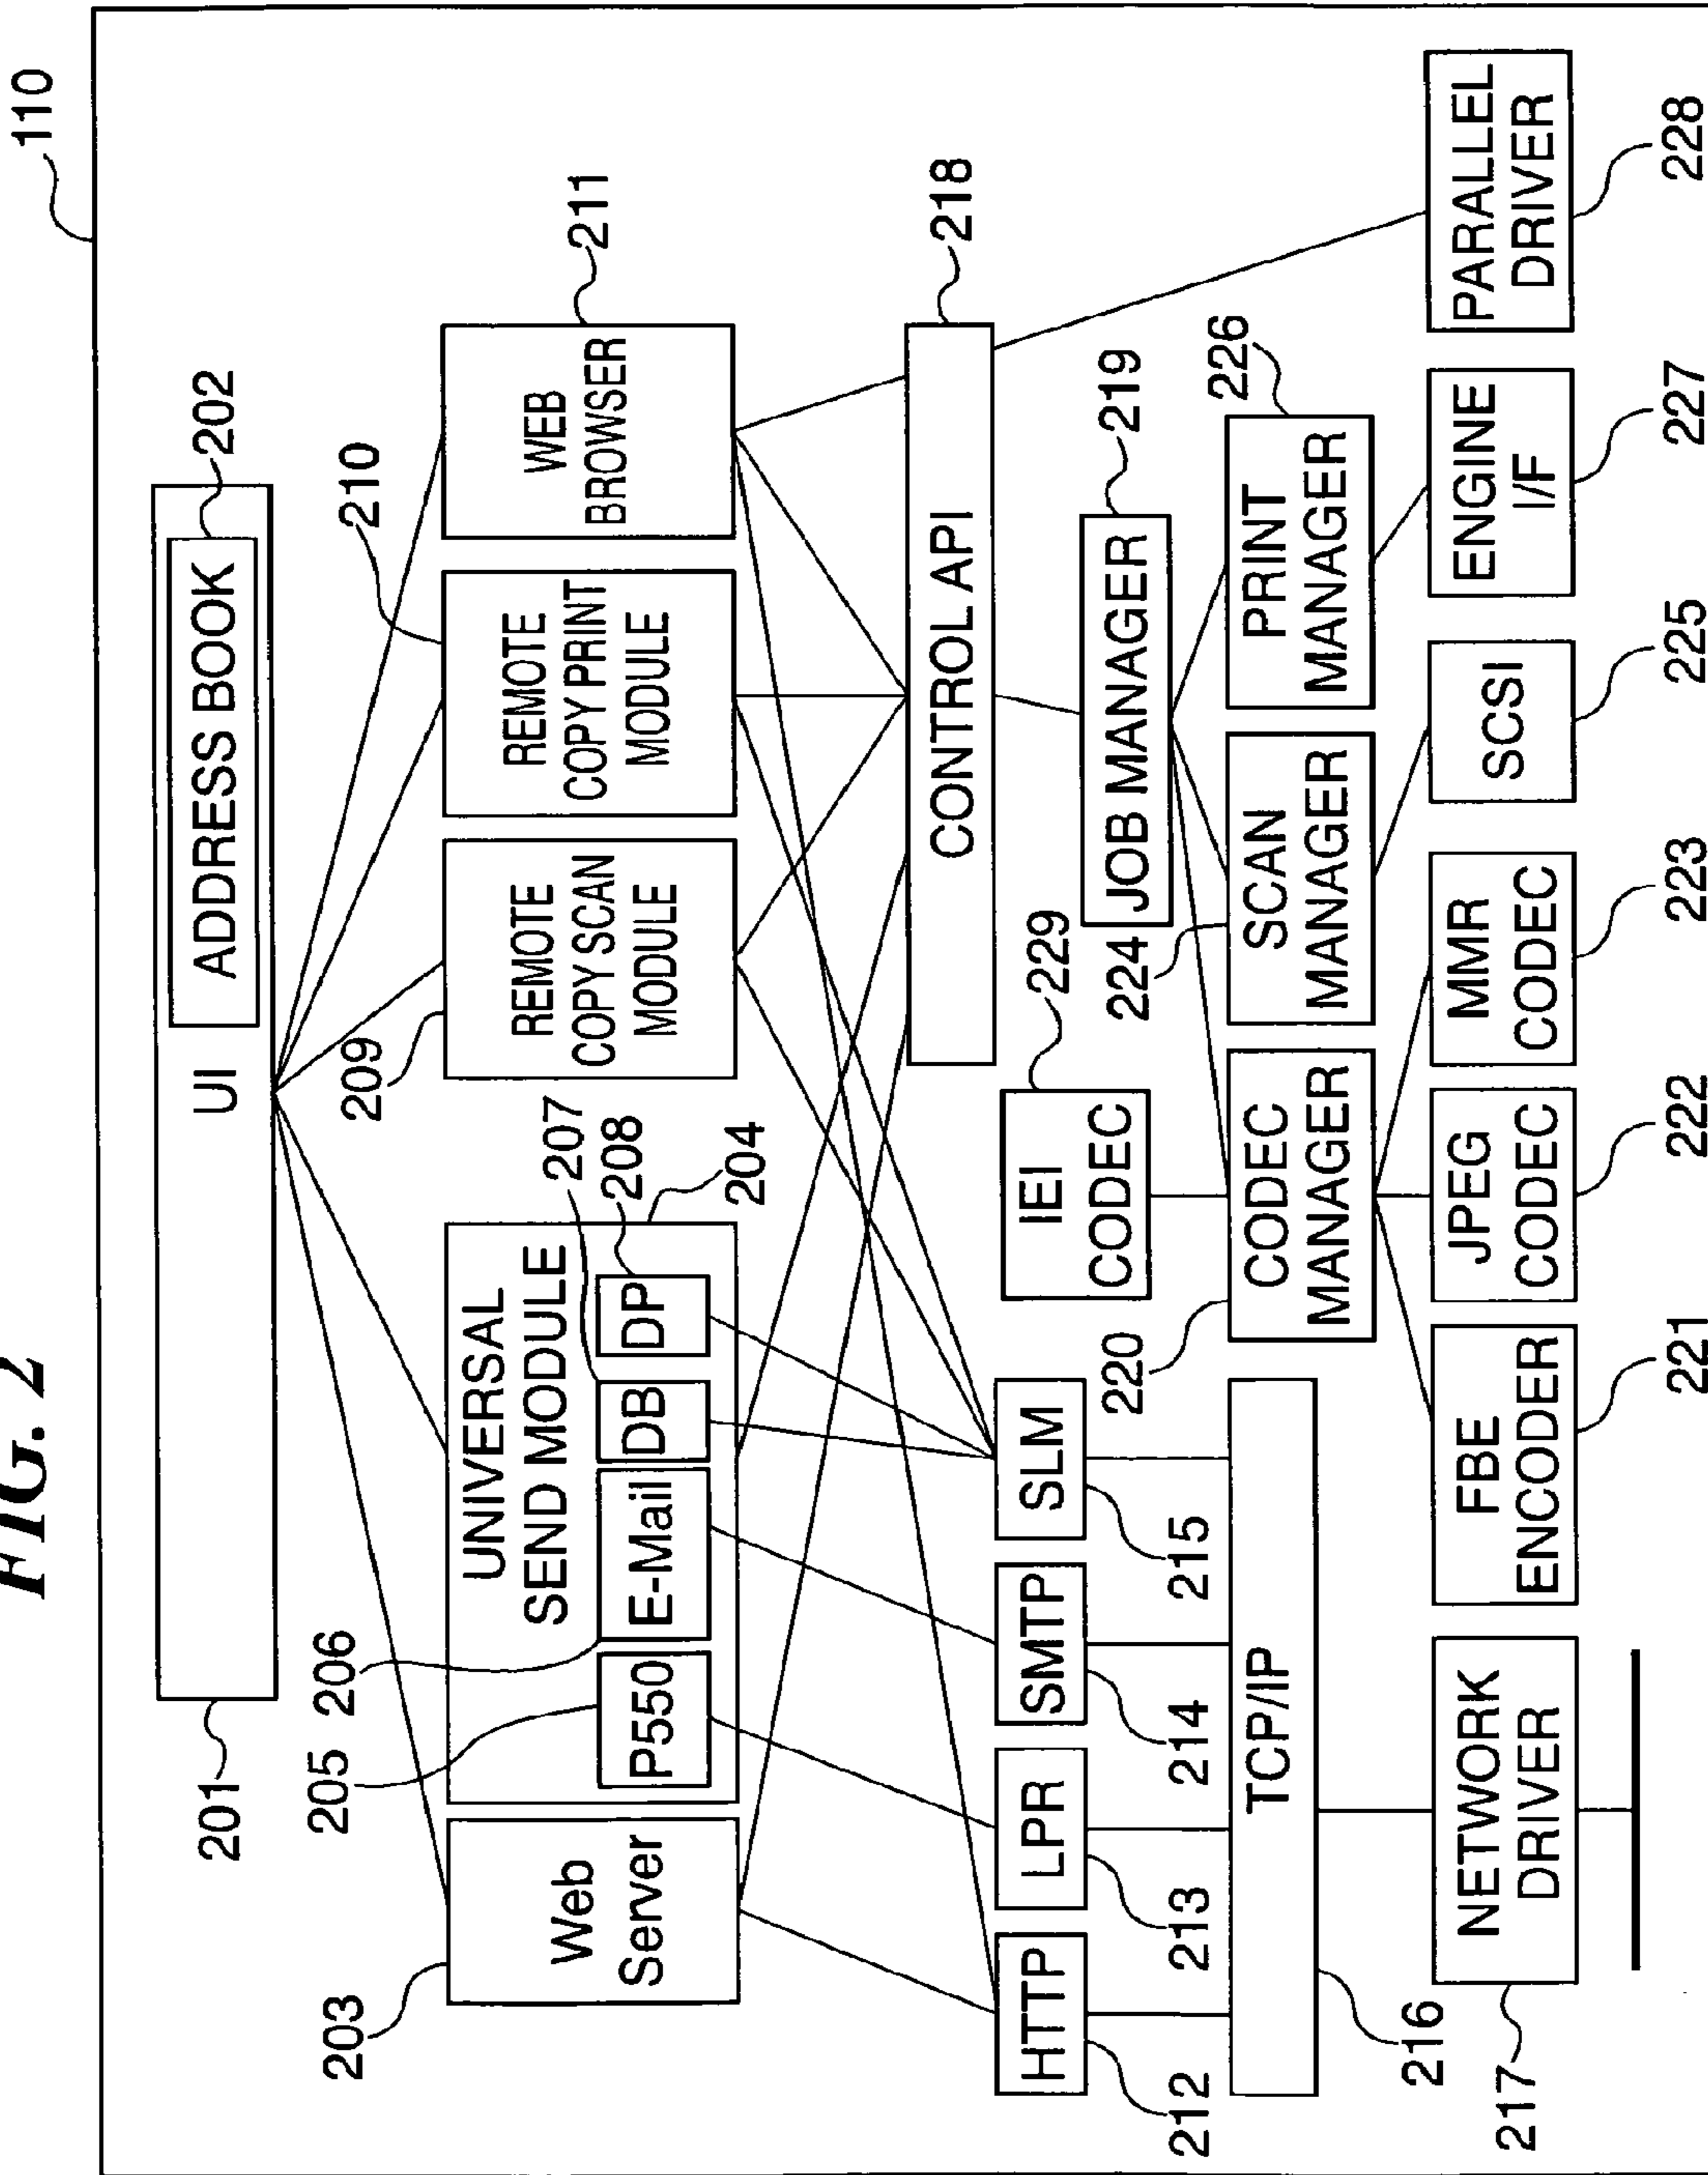 FIG. 2
110
201
UI
ADDRESS BOOK
202
203
Web
Server
205
206
UNIVERSAL
SEND MODULE
P550
E-Mail
DB
DP
207
208
204
209
REMOTE
COPY SCAN
MODULE
210
REMOTE
COPY PRINT
MODULE
WEB
BROWSER
211
HTTP
212
LPR
213
SMTP
214
SLM
215
CONTROL API
218
IEI
CODEC
229
JOB MANAGER
219
TCP/IP
216
220
CODEC
MANAGER
224
SCAN
MANAGER
PRINT
MANAGER
226
217
NETWORK
DRIVER
FBE
ENCODER
221
JPEG
CODEC
222
MMR
CODEC
223
SCSI
225
ENGINE
I/F
227
PARALLEL
DRIVER
228